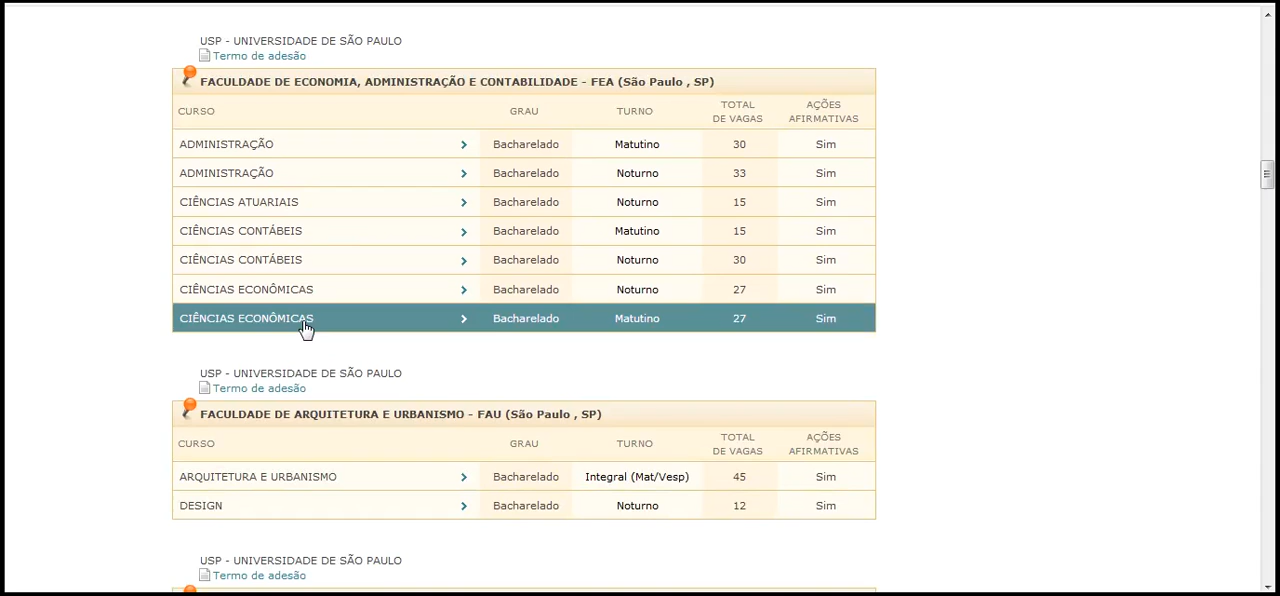 USP - UNIVERSIDADE DE SÃO PAULO
Termo de adesão
FACULDADE DE ECONOMIA, ADMINISTRAÇÃO E CONTABILIDADE - FEA (São Paulo , SP)
CURSO GRAU TURNO TOTAL DE VAGAS AÇÕES AFIRMATIVAS
ADMINISTRAÇÃO Bacharelado Matutino 30 Sim
ADMINISTRAÇÃO Bacharelado Noturno 33 Sim
CIÊNCIAS ATUARIAIS Bacharelado Noturno 15 Sim
CIÊNCIAS CONTÁBEIS Bacharelado Matutino 15 Sim
CIÊNCIAS CONTÁBEIS Bacharelado Noturno 30 Sim
CIÊNCIAS ECONÔMICAS Bacharelado Noturno 27 Sim
CIÊNCIAS ECONÔMICAS Bacharelado Matutino 27 Sim
USP - UNIVERSIDADE DE SÃO PAULO
Termo de adesão
FACULDADE DE ARQUITETURA E URBANISMO - FAU (São Paulo , SP)
CURSO GRAU TURNO TOTAL DE VAGAS AÇÕES AFIRMATIVAS
ARQUITETURA E URBANISMO Bacharelado Integral (Mat/Vesp) 45 Sim
DESIGN Bacharelado Noturno 12 Sim
USP - UNIVERSIDADE DE SÃO PAULO
Termo de adesão